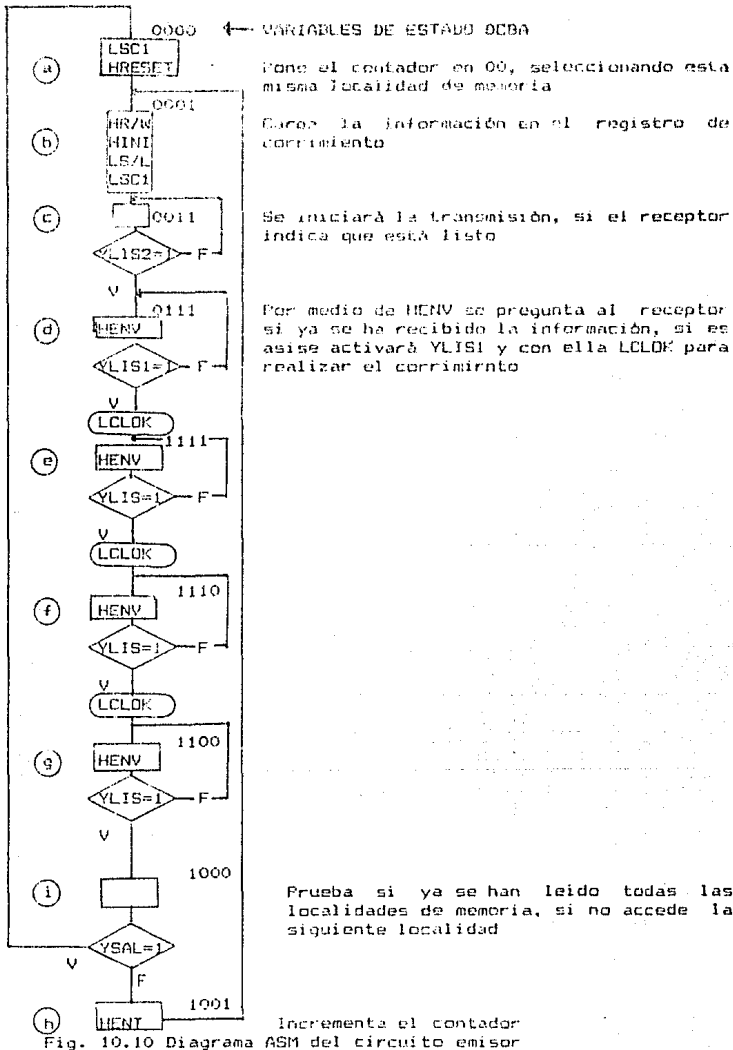 0000 ← VARIABLES DE ESTADO DCBA
LSC1
HRESET
a
Pone el contador en 00, seleccionando esta
misma localidad de memoria
0001
HR/W
HINI
LS/L
LSC1
b
Carga la información en el registro de
corrimiento
c
0011
Se iniciará la transmisión, si el receptor
indica que está listo
YLIS2=1
F
V
0111
d
HENV
Por medio de HENV se pregunta al receptor
si ya se ha recibido la información, si es
asise activará YLIS1 y con ella LCLOK para
realizar el corrimirnto
YLIS1=1
F
V
LCLOK
1111
e
HENV
YLIS=1
F
V
LCLOK
1110
f
HENV
YLIS=1
F
V
LCLOK
1100
g
HENV
YLIS=1
F
V
1000
i
Prueba si ya se han leido todas las
localidades de memoria, si no accede la
siguiente localidad
YSAL=1
V
F
1001
h
HENT
Incrementa el contador
Fig. 10.10 Diagrama ASM del circuito emisor